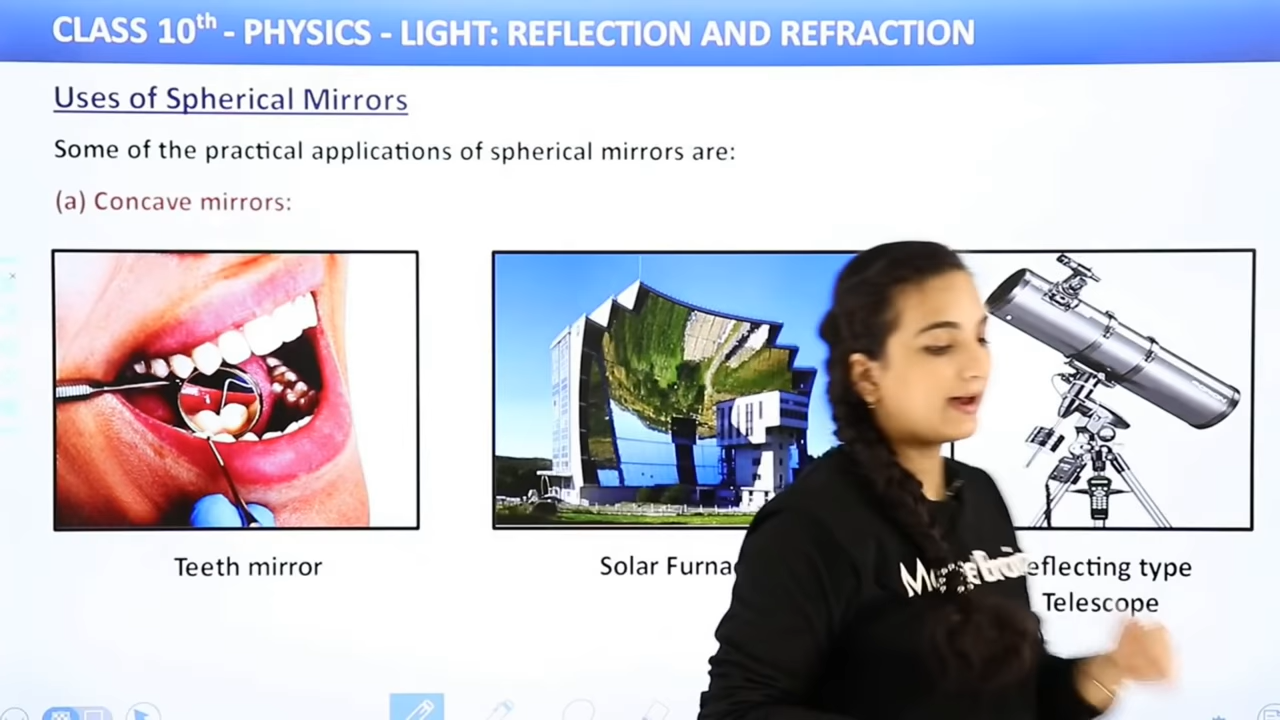 CLASS 10th - PHYSICS - LIGHT: REFLECTION AND REFRACTION
Uses of Spherical Mirrors
Some of the practical applications of spherical mirrors are:
(a) Concave mirrors:
Teeth mirror
Solar Furna
eflecting type
Telescope